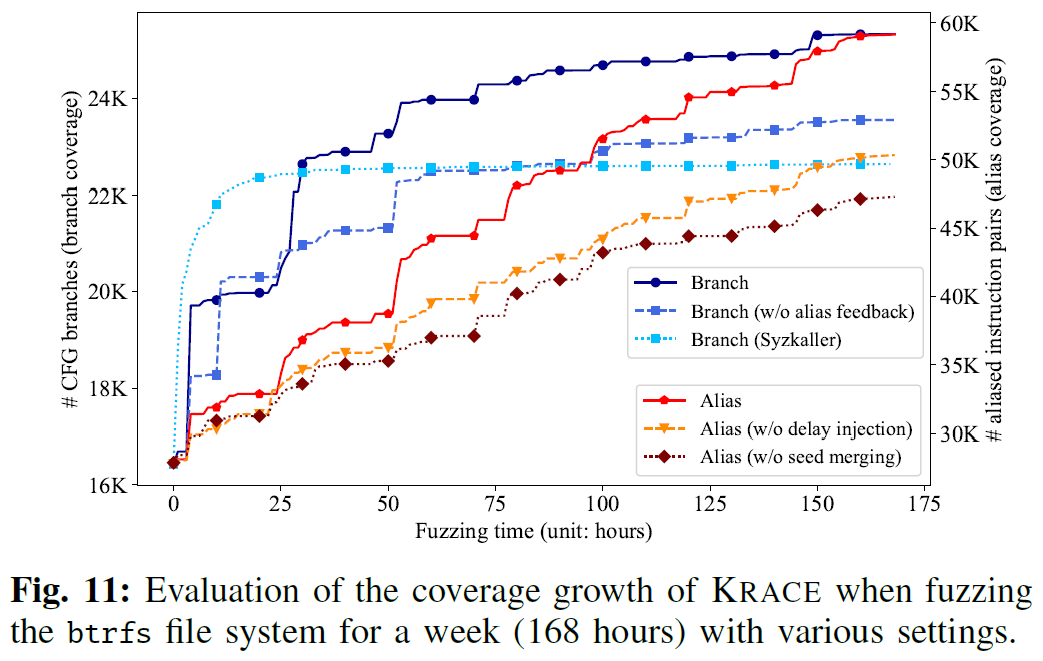 60K
55K
50K
45K
40K
35K
30K
# aliased instruction pairs (alias coverage)
24K
22K
20K
18K
16K
# CFG branches (branch coverage)
Branch
Branch (w/o alias feedback)
Branch (Syzkaller)
Alias
Alias (w/o delay injection)
Alias (w/o seed merging)
0 25 50 75 100 125 150 175
Fuzzing time (unit: hours)
Fig. 11: Evaluation of the coverage growth of KRACE when fuzzing
the btrfs file system for a week (168 hours) with various settings.